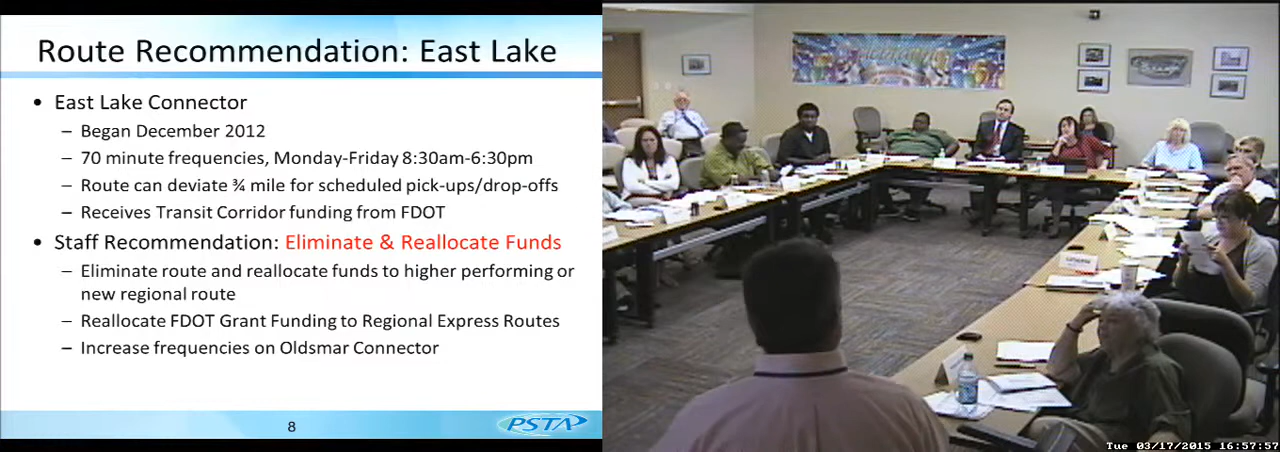 Route Recommendation: East Lake
• East Lake Connector
– Began December 2012
– 70 minute frequencies, Monday-Friday 8:30am-6:30pm
– Route can deviate ¾ mile for scheduled pick-ups/drop-offs
– Receives Transit Corridor funding from FDOT
• Staff Recommendation: Eliminate & Reallocate Funds
– Eliminate route and reallocate funds to higher performing or
new regional route
– Reallocate FDOT Grant Funding to Regional Express Routes
– Increase frequencies on Oldsmar Connector
8
PSTA
Tue 03/17/2015 16:57:57